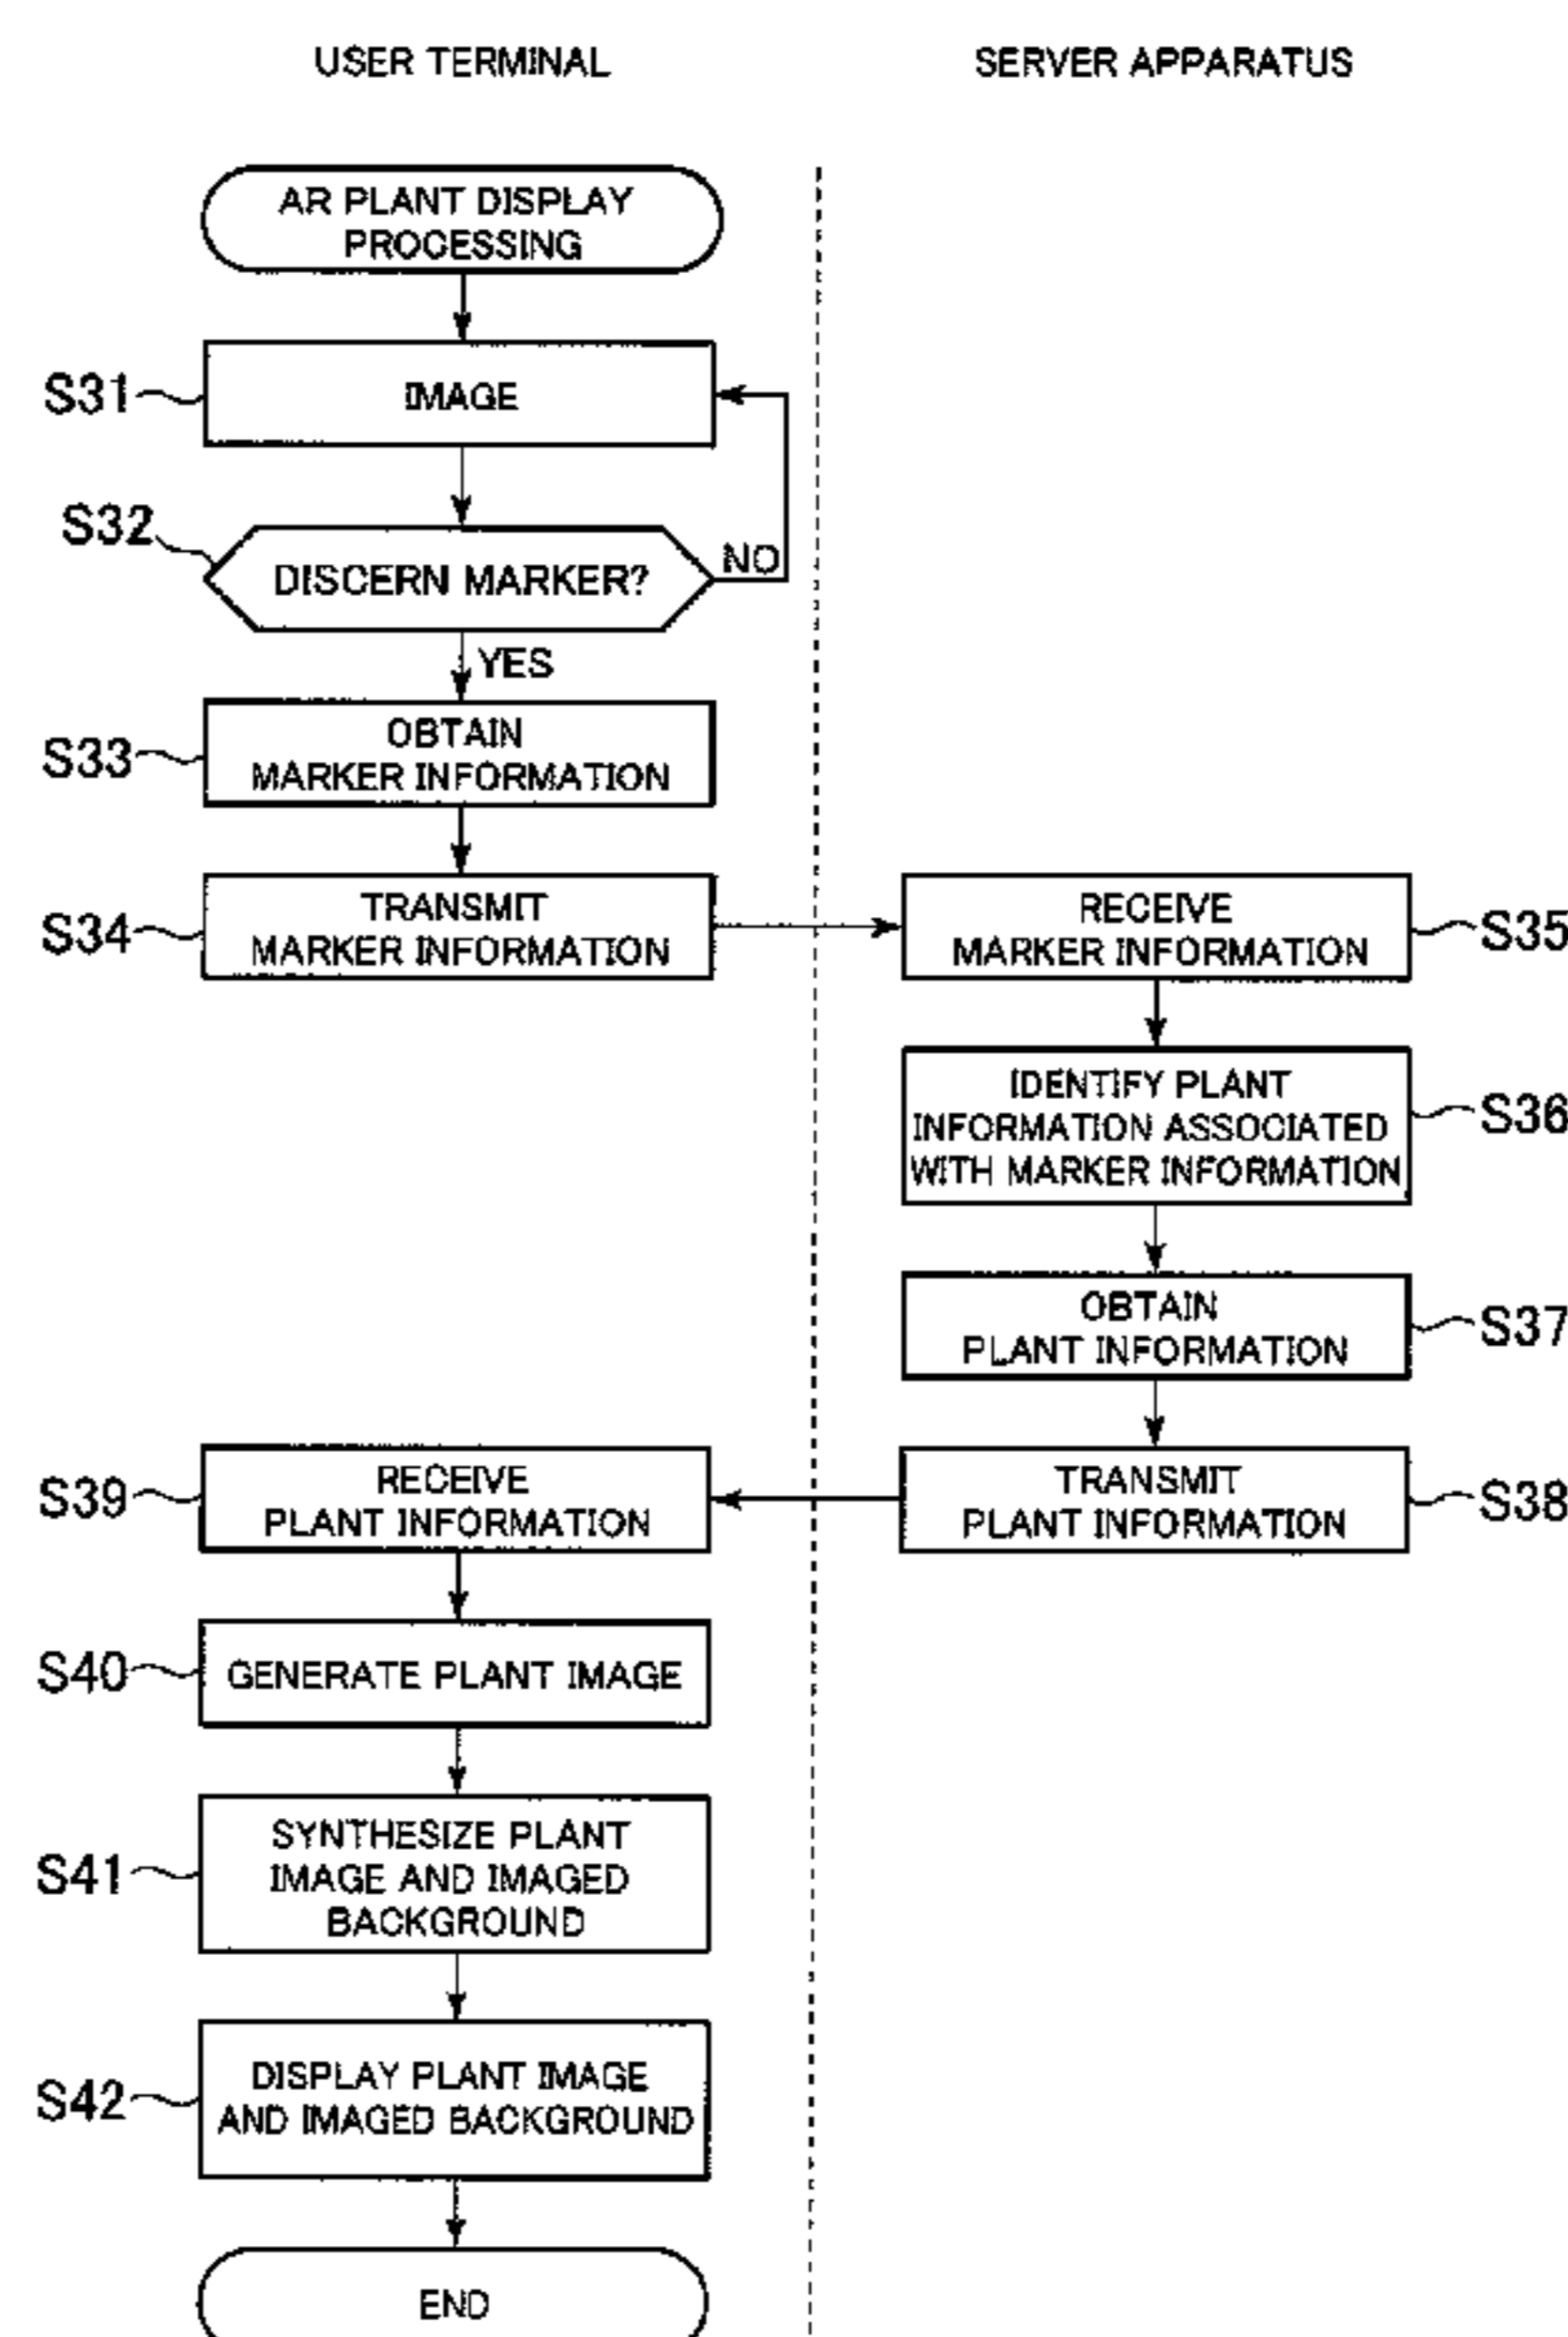 USER TERMINAL
SERVER APPARATUS
AR PLANT DISPLAY
PROCESSING
S31
IMAGE
S32
DISCERN MARKER?
NO
YES
S33
OBTAIN
MARKER INFORMATION
S34
TRANSMIT
MARKER INFORMATION
RECEIVE
MARKER INFORMATION
S35
IDENTIFY PLANT
INFORMATION ASSOCIATED
WITH MARKER INFORMATION
S36
OBTAIN
PLANT INFORMATION
S37
TRANSMIT
PLANT INFORMATION
S38
S39
RECEIVE
PLANT INFORMATION
S40
GENERATE PLANT IMAGE
S41
SYNTHESIZE PLANT
IMAGE AND IMAGED
BACKGROUND
S42
DISPLAY PLANT IMAGE
AND IMAGED BACKGROUND
END